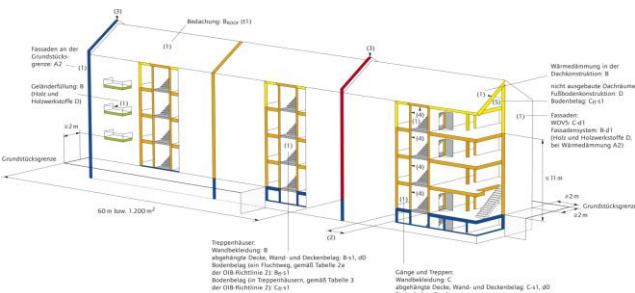 (3)
Bedachung: BROOF (t1)
(1)
Fassaden an der
Grundstücks-
grenze: A2
(1)
Geländerfüllung: B
(Holz und
Holzwerkstoffe D)
(1)
≥2 m
Grundstücksgrenze
60 m bzw. 1.200 m²
(1)
(1)
(1)
(3)
(1)
(4)
(1)
(4)
(4)
(4)
(1)
(2)
(1)
(5)
Wärmedämmung in der
Dachkonstruktion: B
nicht ausgebaute Dachräume
Fußbodenkonstruktion: D
Bodenbelag: Cfl-s1
(1)
Fassaden:
WDVS: C-d1
Fassadensystem: B-d1
(Holz und Holzwerkstoffe D,
bei Wärmedämmung A2)
≤ 11 m
≥2 m
Grundstücksgrenze
≥2 m
Treppenhäuser:
Wandbekleidung: B
abgehängte Decke, Wand- und Deckenbelag: B-s1, d0
Bodenbelag (ein Fluchtweg, gemäß Tabelle 2a
der OIB-Richtlinie 2): Bfl-s1
Bodenbelag (in Treppenhäusern, gemäß Tabelle 3
der OIB-Richtlinie 2): Cfl-s1
Gänge und Treppen:
Wandbekleidung: C
abgehängte Decke, Wand- und Deckenbelag: C-s1, d0